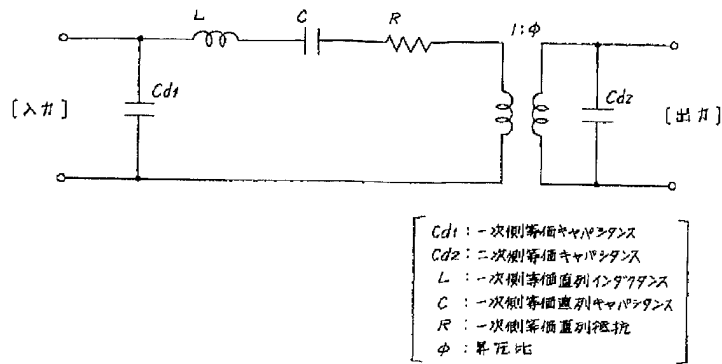 L C R 1:φ
Cd1
Cd2
[入力]
[出力]
Cd1:一次側等価キャパシタンス
Cd2:二次側等価キャパシタンス
L:一次側等価直列インダクタンス
C:一次側等価直列キャパシタンス
R:一次側等価直列抵抗
φ:昇圧比